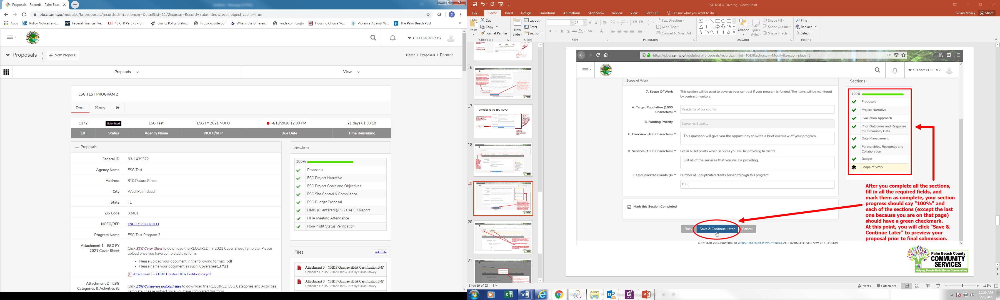 Proposals - Records - Palm Beac
pbcc.samis.io/modules/fx_proposals/records.cfm?actionxm=Detail&id=1172&xmsn=Record+Submitted&reset_object_cache=true
Apps Policy Notices and... Federal Financial Re... 45 CFR Part 75 - U... Grants Policy Statm... ffrquickguide.pdf What's the Differen... lynda.com LogIn Housing Choice Vo... Violence Against W... The Palm Beach Post »
GILLIAN MOXEY
Proposals
+ New Proposal
Home / Proposals / Records
Proposals View
ESG TEST PROGRAM 2
Detail History
1172 Submitted ESG Test ESG FY 2021 NOFO 4/10/2020 12:00 PM 21 days 01:03:18
ID Status Agency Name NOFO/RFP Due Date Time Remaining
Proposals
Federal ID 83-1439572
Agency Name ESG Test
Address 810 Datura Street
City West Palm Beach
State FL
Zip Code 33401
NOFO/RFP ESG FY 2021 NOFO
Program Name ESG Test Program 2
Attachment 1 - ESG FY
2021 Cover Sheet
Click ESG Cover Sheet to download the REQUIRED FY 2021 Cover Sheet Template. Please
upload once you have completed this form.
• Please upload your document in the following format: .pdf
• Please name your document as such: Coversheet_FY21
Attachment 3 - YHDP Grantee HHA Certification.pdf
Attachment 2 - ESG
Categories & Activities (5
Click ESG Categories and Activities to download the REQUIRED ESG Categories and Activities
Template. Please upload once you have completed this form
Section
100%
Proposals
ESG Project Narrative
ESG Project Goals and Objectives
ESG Site Control & Compliance
ESG Budget Proposal
HMIS (ClientTrack)/ESG CAPER Report
HHA Meeting Attendance
Non-Profit Status Verification
Files Add File
Attachment 3 - YHDP Grantee HHA Certification.Pdf
Uploaded On 3/20/2020 10:52 AM By Gillian Moxey
Attachment 3 - YHDP Grantee HHA Certification.Pdf
Uploaded On 3/20/2020 10:52 AM By Gillian Moxey
ESG NOFO Training - PowerPoint
File Home Insert Design Transitions Animations Slide Show Review View Foxit PDF Tell me what you want to do...
Gillian Moxey Share
Paste
Cut
Copy
Format Painter
Clipboard
New
Slide
Layout
Reset
Section
Slides
28
Font
Text Direction
Align Text
Convert to SmartArt
Paragraph
Arrange
Quick
Styles
Shape Fill
Shape Outline
Shape Effects
Drawing
Find
Replace
Select
Editing
16
17
Completing the ESG NOFO
18
19
20
21
https://pbcc.samis.io/modules/fx_proposals/records.cfm?id=1043&actionxm=Modify&section_place=8
STESSY COCEREZ
Scope of Work
7. Scope Of Work This section will be used to develop your contract if your program is funded. The items will be monitored
by contract monitors.
A. Target Population (1000
Characters) *
Residents of our county
B. Funding Priority
Economic Stability
C. Overview (400 Characters) *
This question will give you the opportunity to write a brief overview of your program.
D. Services (1000 Characters) * List in bullet points which services you will be providing to clients.
List all of the services that you will be providing.
E. Unduplicated Clients (#) * Number of unduplicated clients served through this program:
100
Mark this Section Completed
Back Save & Continue Later Cancel
COPYRIGHT 2019. POWERED BY WEBAUTHOR.COM. PRIVACY POLICY. ALL RIGHTS RESERVED. NEW-CF-1-CFUSION
Sections
100%
Proposals
Project Narrative
Evaluation Approach
Prior Outcomes and Response
to Community Data
Data Management
Partnerships, Resources and
Collaboration
Budget
Scope of Work
After you complete all the sections,
fill in all the required fields, and
mark them as complete, your section
progress should say "100%" and
each of the sections (except the last
one because you are on that page)
should have a green checkmark.
At this point, you will click "Save &
Continue Later" to preview your
proposal prior to final submission.
Palm Beach County
COMMUNITY
SERVICES
Helping People Build Better Communities
Slide 19 of 23
Notes Comments 115%
10:56 AM
3/20/2020